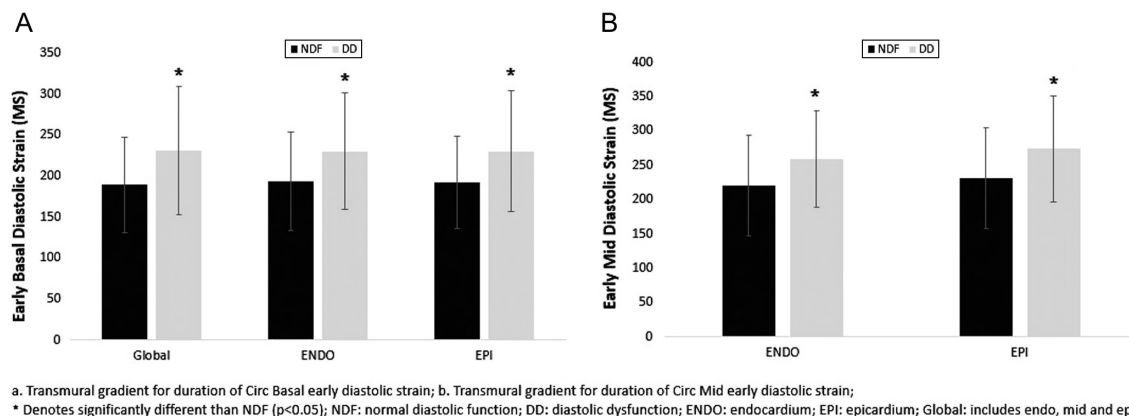 A
B
NDF DD
NDF DD
Early Basal Diastolic Strain (MS)
350
300
250
200
150
100
50
0
* * *
Global ENDO EPI
Early Mid Diastolic Strain (MS)
400
350
300
250
200
150
100
50
0
* *
ENDO EPI
a. Transmural gradient for duration of Circ Basal early diastolic strain; b. Transmural gradient for duration of Circ Mid early diastolic strain;
* Denotes significantly different than NDF (p<0.05); NDF: normal diastolic function; DD: diastolic dysfunction; ENDO: endocardium; EPI: epicardium; Global: includes endo, mid and ep